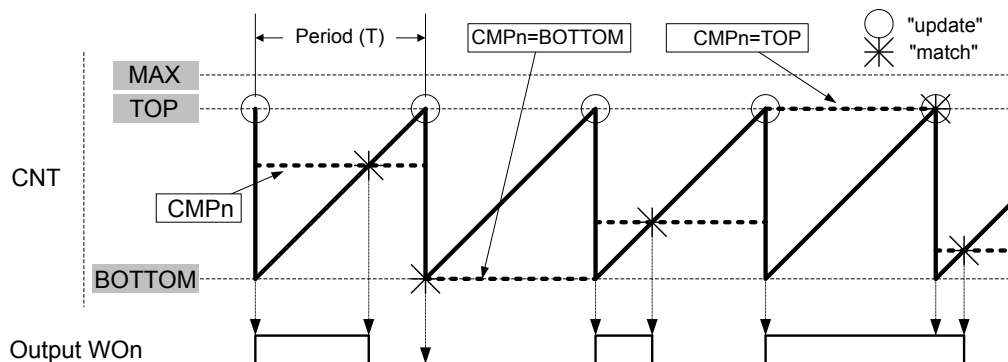 Period (T)
CMPn=BOTTOM
CMPn=TOP
"update"
"match"
MAX
TOP
CNT
CMPn
BOTTOM
Output WOn